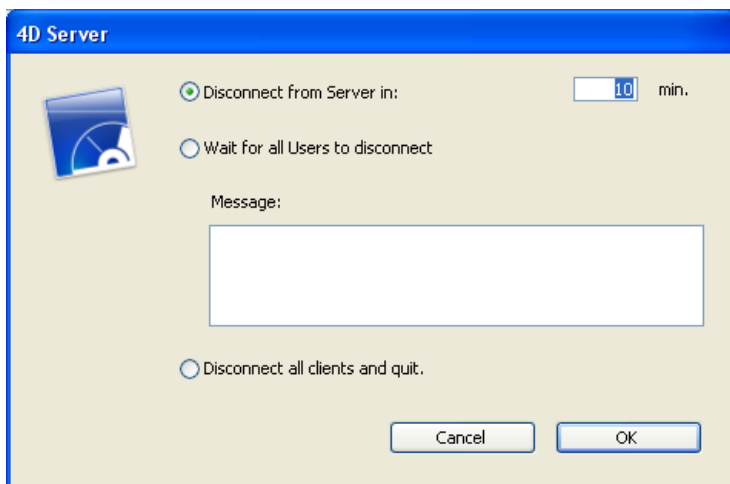 4D Server
Disconnect from Server in: 10 min.
Wait for all Users to disconnect
Message:
Disconnect all clients and quit.
Cancel OK